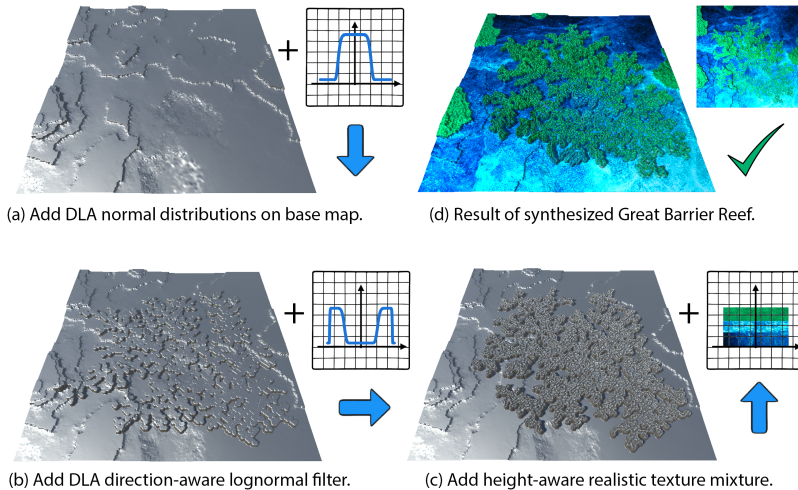 (a) Add DLA normal distributions on base map.
(d) Result of synthesized Great Barrier Reef.
(b) Add DLA direction-aware lognormal filter.
(c) Add height-aware realistic texture mixture.